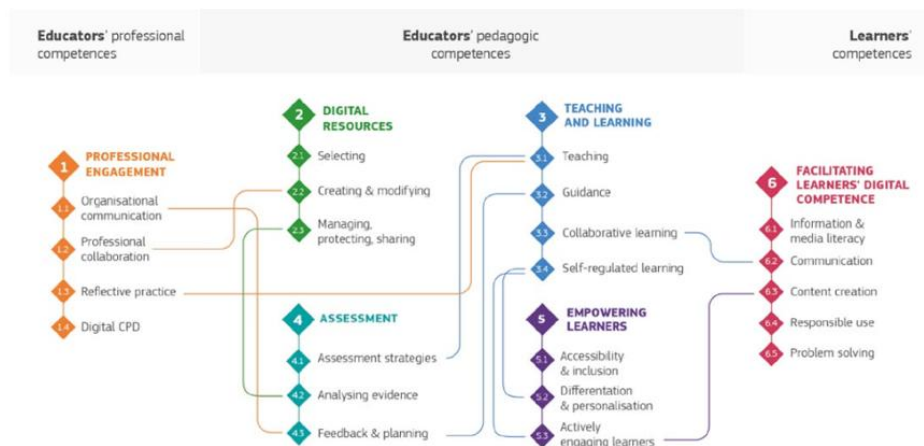 Educators' professional
competences
Educators' pedagogic
competences
Learners'
competences
1
PROFESSIONAL
ENGAGEMENT
1.1
Organisational
communication
1.2
Professional
collaboration
1.3
Reflective practice
1.4
Digital CPD
2
DIGITAL
RESOURCES
2.1
Selecting
2.2
Creating & modifying
2.3
Managing,
protecting, sharing
3
TEACHING
AND LEARNING
3.1
Teaching
3.2
Guidance
3.3
Collaborative learning
3.4
Self-regulated learning
4
ASSESSMENT
4.1
Assessment strategies
4.2
Analysing evidence
4.3
Feedback & planning
5
EMPOWERING
LEARNERS
5.1
Accessibility
& inclusion
5.2
Differentation
& personalisation
5.3
Actively
engaging learners
6
FACILITATING
LEARNERS' DIGITAL
COMPETENCE
6.1
Information &
media literacy
6.2
Communication
6.3
Content creation
6.4
Responsible use
6.5
Problem solving